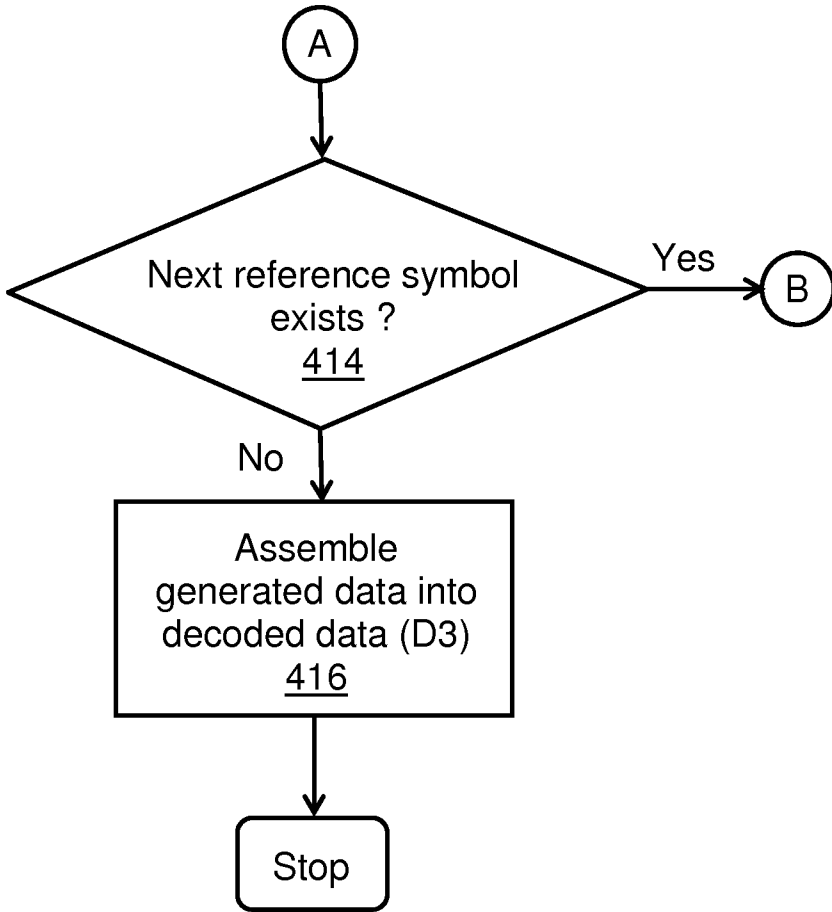 A
Next reference symbol
exists ?
414
Yes
B
No
Assemble
generated data into
decoded data (D3)
416
Stop